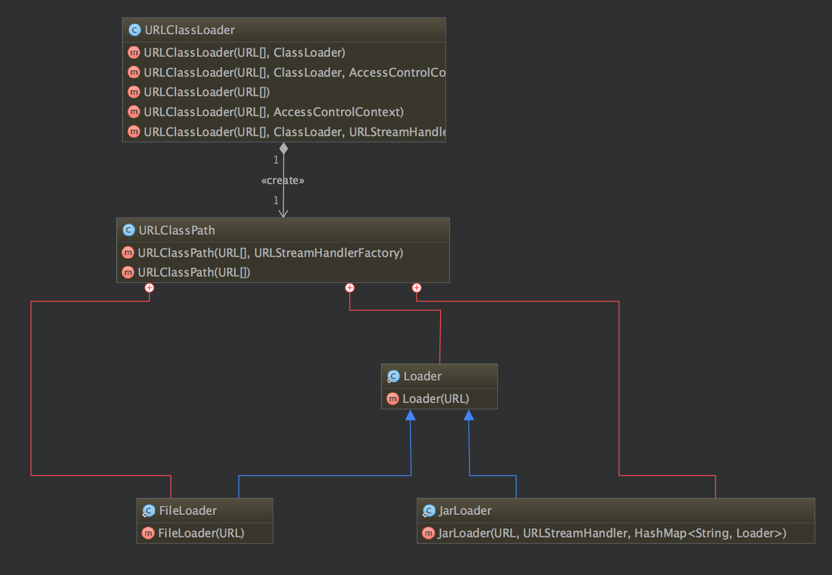 URLClassLoader
URLClassLoader(URL[], ClassLoader)
URLClassLoader(URL[], ClassLoader, AccessControlCo
URLClassLoader(URL[])
URLClassLoader(URL[], AccessControlContext)
URLClassLoader(URL[], ClassLoader, URLStreamHandle
1
«create»
1
URLClassPath
URLClassPath(URL[], URLStreamHandlerFactory)
URLClassPath(URL[])
Loader
Loader(URL)
FileLoader
FileLoader(URL)
JarLoader
JarLoader(URL, URLStreamHandler, HashMap<String, Loader>)